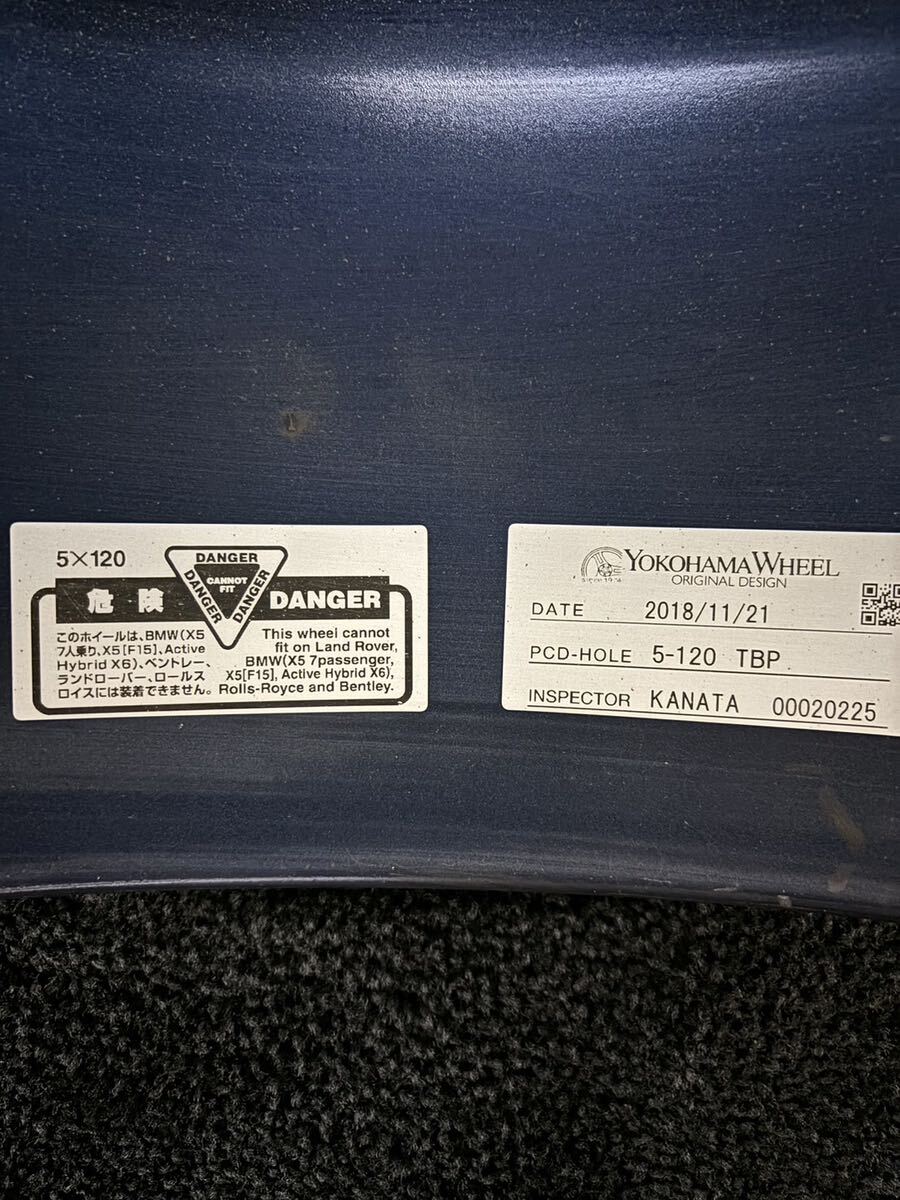 5×120
DANGER
DANGER
DANGER
CANNOT
FIT
危険
DANGER
このホイールは、BMW(X5
7人乗り、X5[F15]、Active
Hybrid X6)、ベントレー、
ランドローバー、ロールス
ロイスには装着できません。
This wheel cannot
fit on Land Rover,
BMW(X5 7passenger,
X5[F15], Active Hybrid X6),
Rolls-Royce and Bentley.
YOKOHAMA WHEEL
ORIGINAL DESIGN
DATE 2018/11/21
PCD-HOLE 5-120 TBP
INSPECTOR KANATA 00020225